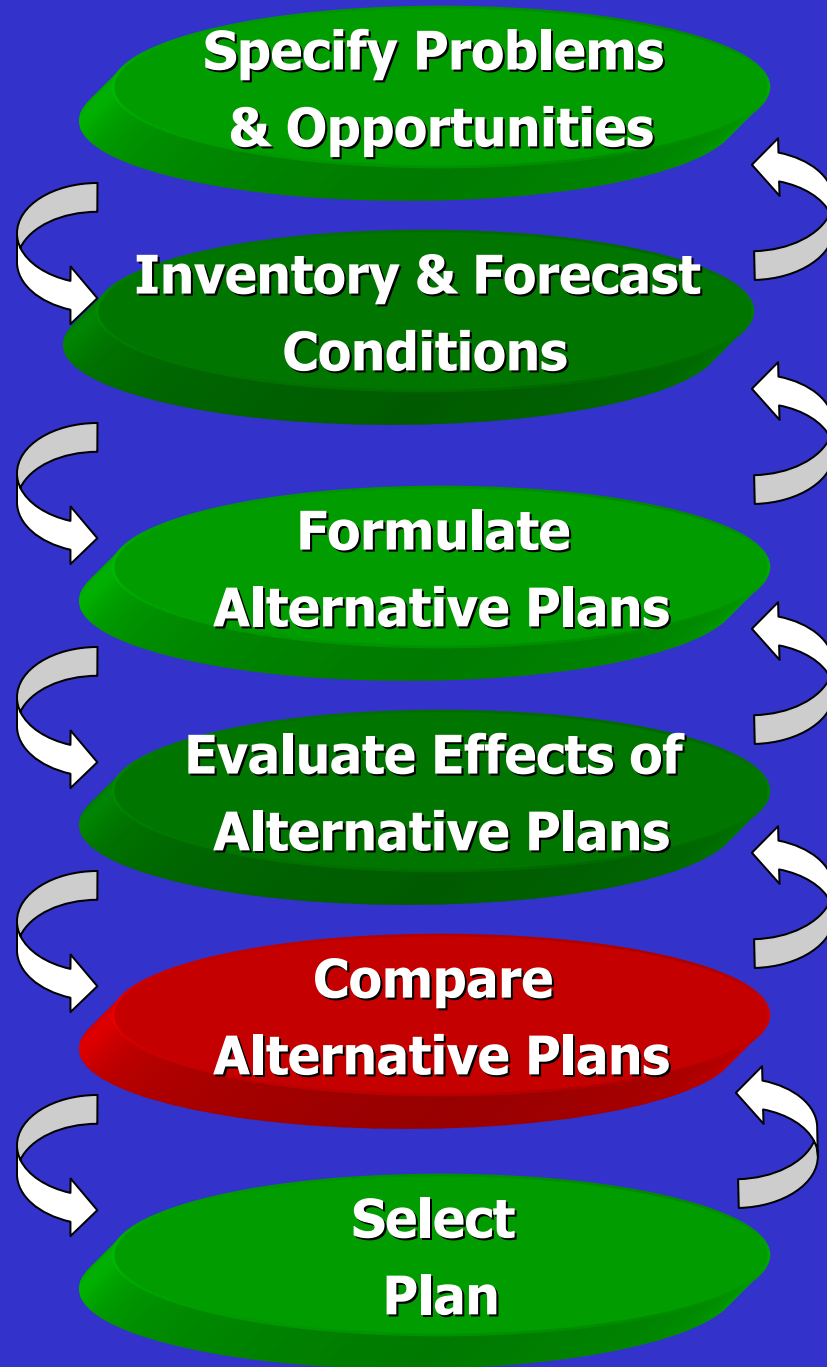 Specify Problems
& Opportunities
Inventory & Forecast
Conditions
Formulate
Alternative Plans
Evaluate Effects of
Alternative Plans
Compare
Alternative Plans
Select
Plan